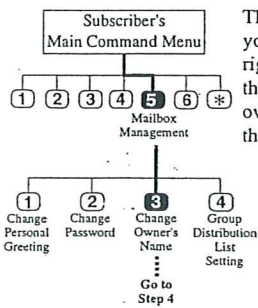 Subscriber's
Main Command Menu
1 2 3 4 5 6 *
Mailbox
Management
1 2 3 4
Change Personal Greeting
Change Password
Change Owner's Name
Group Distribution List Setting
Go to
Step 4